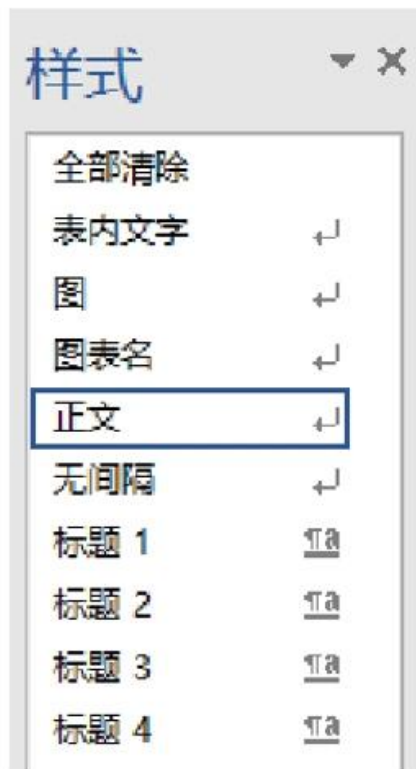 样式
全部清除
表内文字
图
图表名
正文
无间隔
标题 1
标题 2
标题 3
标题 4